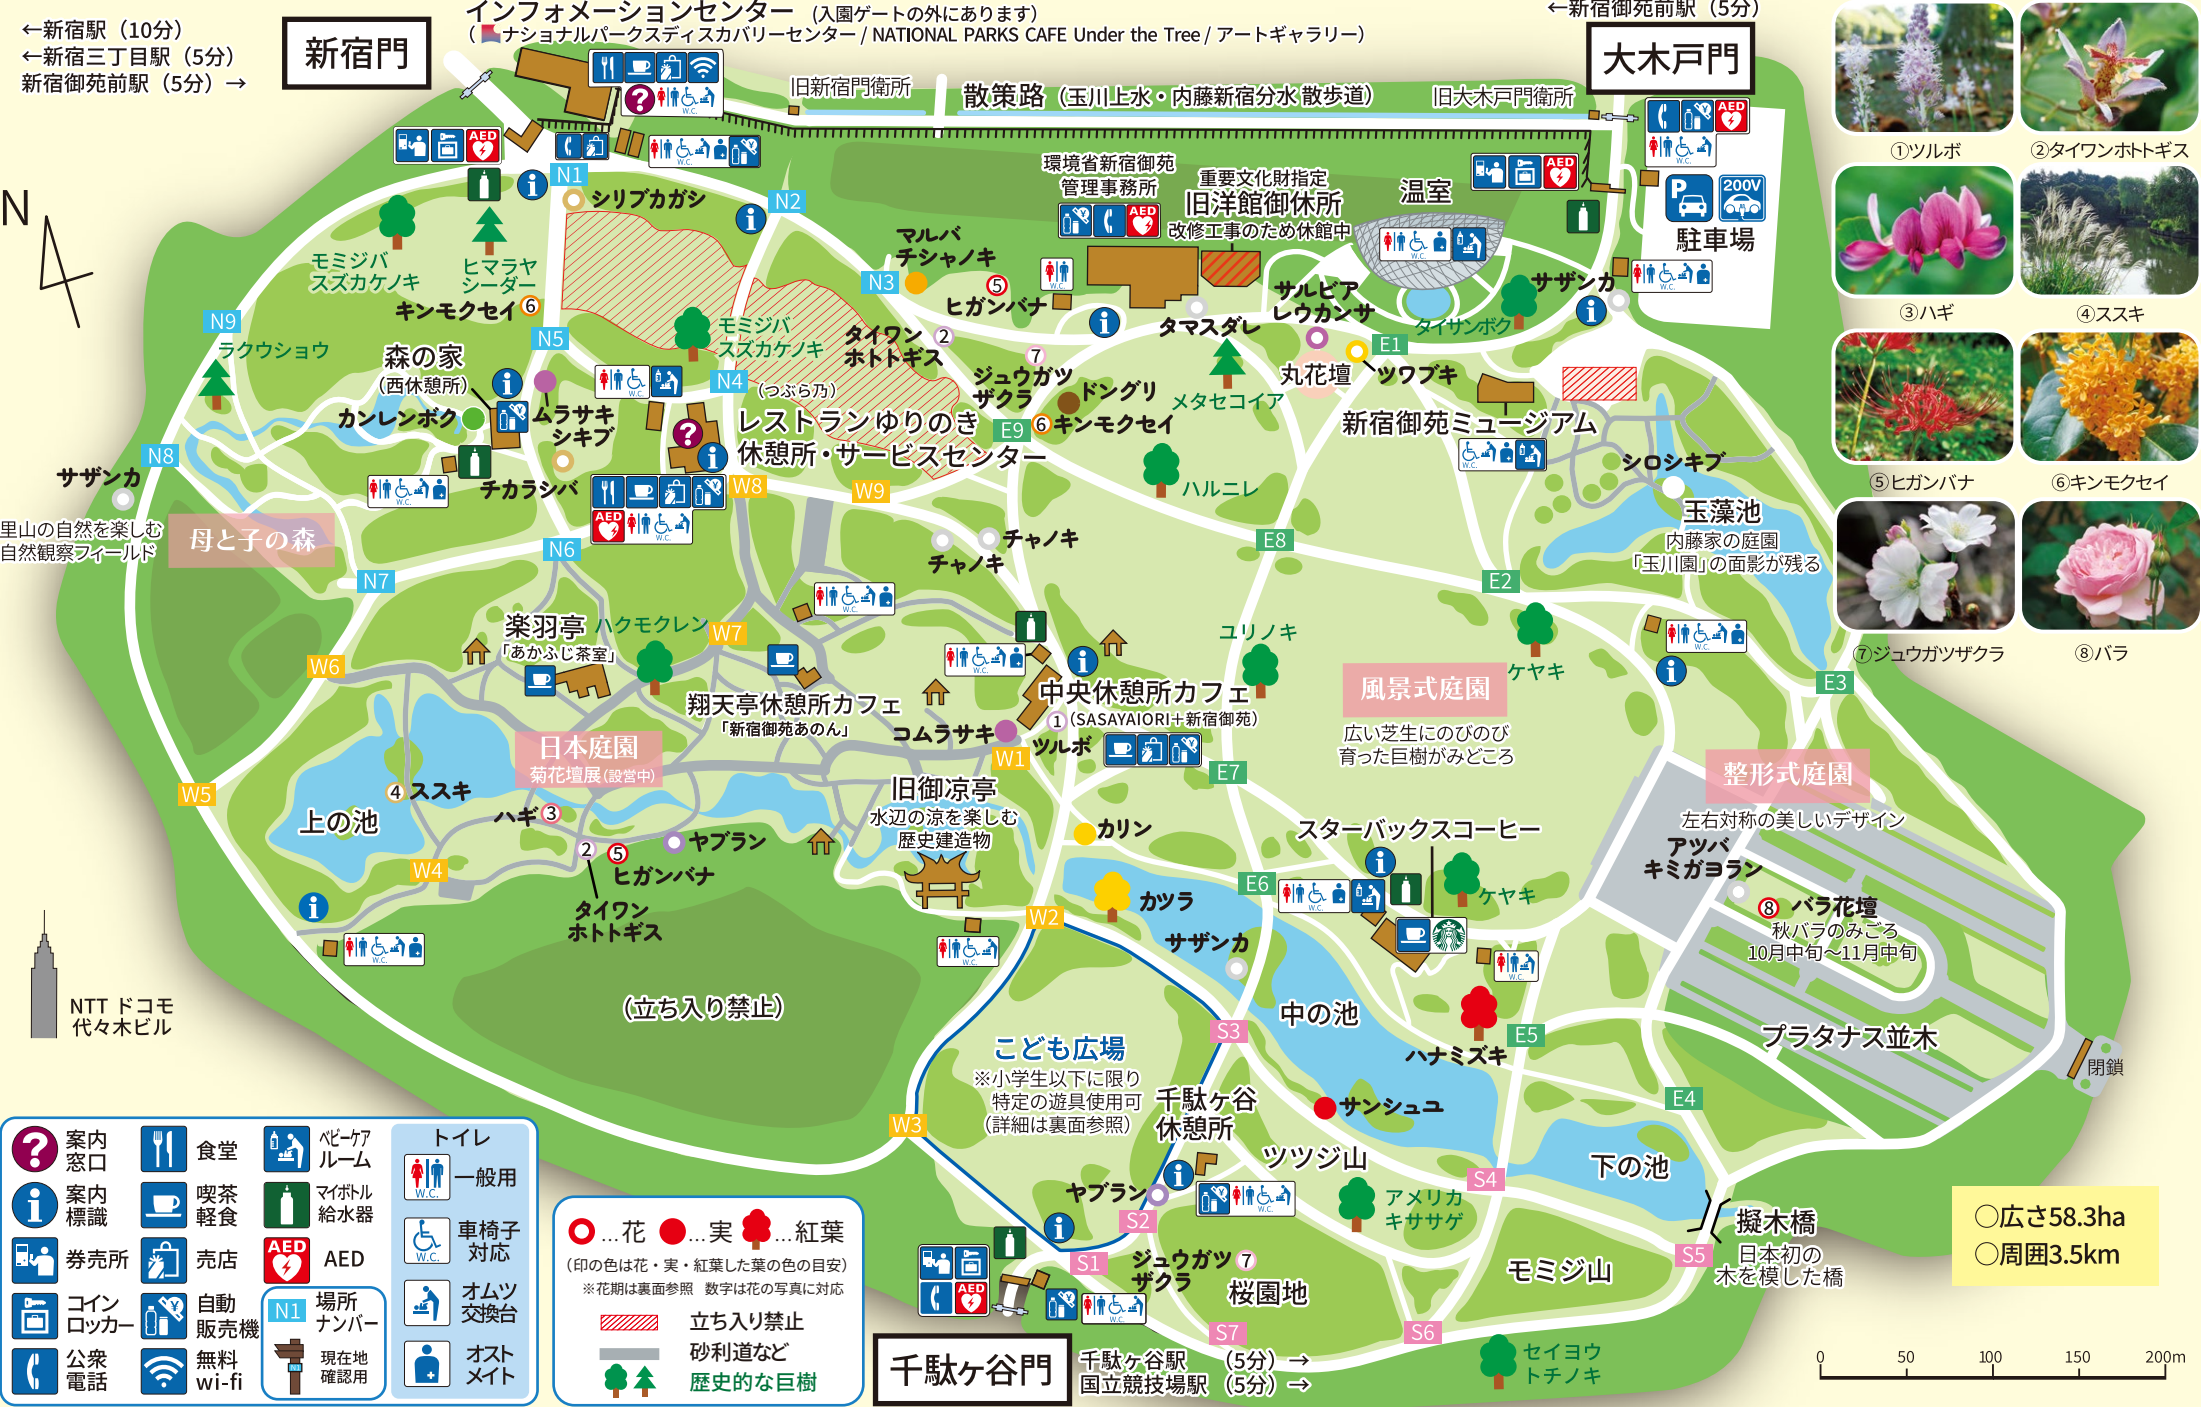 ←新宿駅（10分）
←新宿三丁目駅（5分）
新宿御苑前駅（5分）→
新宿門
インフォメーションセンター (入園ゲートの外にあります)
（ナショナルパークスディスカバリーセンター / NATIONAL PARKS CAFE Under the Tree / アートギャラリー）
←新宿御苑前駅（5分）
大木戸門
旧新宿門衛所
散策路（玉川上水・内藤新宿分水 散歩道）
旧大木戸門衛所
①ツルボ
②タイワンホトトギス
③ハギ
④ススキ
⑤ヒガンバナ
⑥キンモクセイ
⑦ジュウガツザクラ
⑧バラ
N
N1
シリブカガシ
N2
モミジバ
スズカケノキ
ヒマラヤ
シーダー
キンモクセイ⑥
N9
ラクウショウ
N5
森の家
（西休憩所）
カンレンボク
ムラサキ
シキブ
チカラシバ
N8
サザンカ
里山の自然を楽しむ
自然観察フィールド
母と子の森
N7
N6
モミジバ
スズカケノキ
N4
（つぶら乃）
レストラン ゆりのき
休憩所・サービスセンター
マルバ
チシャノキ
N3
⑤
ヒガンバナ
タイワン
ホトトギス
②
⑦
ジュウガツ
ザクラ
ドングリ
E9
⑥キンモクセイ
環境省新宿御苑
管理事務所
重要文化財指定
旧洋館御休所
改修工事のため休館中
温室
タマスダレ
サルビア
レウカンサ
丸花壇
メタセコイア
ツワブキ
E1
タイサンボク
サザンカ
P
200V
駐車場
新宿御苑ミュージアム
シロシキブ
玉藻池
内藤家の庭園
「玉川園」の面影が残る
ハルニレ
W8
W9
チャノキ
チャノキ
E8
E2
ケヤキ
E3
W6
楽羽亭
「あかふじ茶室」
ハクモクレン
W7
翔天亭休憩所カフェ
「新宿御苑あのん」
日本庭園
菊花壇展（設営中）
中央休憩所カフェ
①（SASAYAIORI＋新宿御苑）
コムラサキ
ツルボ
W1
ユリノキ
E7
風景式庭園
広い芝生にのびのび
育った巨樹がみどころ
整形式庭園
左右対称の美しいデザイン
アツバ
キミガヨラン
⑧ バラ花壇
秋バラのみごろ
10月中旬〜11月中旬
プラタナス並木
閉鎖
W5
上の池
④ススキ
ハギ③
W4
②
⑤
ヒガンバナ
ヤブラン
タイワン
ホトトギス
旧御凉亭
水辺の涼を楽しむ
歴史建造物
カリン
カツラ
W2
E6
スターバックスコーヒー
ケヤキ
サザンカ
中の池
ハナミズキ
E5
E4
サンシュユ
（立ち入り禁止）
NTT ドコモ
代々木ビル
こども広場
※小学生以下に限り
特定の遊具使用可
（詳細は裏面参照）
S3
千駄ヶ谷
休憩所
W3
ツツジ山
ヤブラン
S2
アメリカ
キササゲ
S4
下の池
擬木橋
日本初の
木を模した橋
S5
モミジ山
S1
ジュウガツ
ザクラ
⑦
桜園地
S7
S6
セイヨウ
トチノキ
千駄ヶ谷門
千駄ヶ谷駅　（5分）→
国立競技場駅（5分）→
○広さ58.3ha
○周囲3.5km
0 50 100 150 200m
案内
窓口
食堂
ベビーケア
ルーム
案内
標識
喫茶
軽食
マイボトル
給水器
券売所
売店
AED
AED
コイン
ロッカー
自動
販売機
N1
場所
ナンバー
公衆
電話
無料
wi-fi
現在地
確認用
トイレ
W.C.
一般用
W.C.
車椅子
対応
オムツ
交換台
オスト
メイト
…花
…実
…紅葉
（印の色は花・実・紅葉した葉の色の目安）
※花期は裏面参照　数字は花の写真に対応
立ち入り禁止
砂利道など
歴史的な巨樹